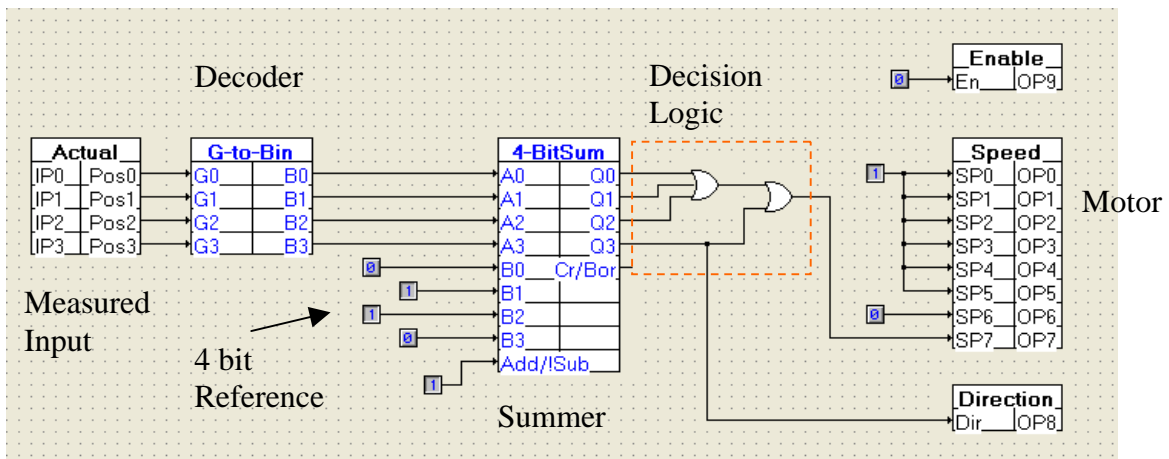 Decoder
Decision
Logic
Enable
0
En OP9
Actual
IP0 Pos0
IP1 Pos1
IP2 Pos2
IP3 Pos3
G-to-Bin
G0 B0
G1 B1
G2 B2
G3 B3
4-BitSum
A0 Q0
A1 Q1
A2 Q2
A3 Q3
B0 Cr/Bor
B1
B2
B3
Add/!Sub
0
1
1
0
1
Speed
1
SP0 OP0
SP1 OP1
SP2 OP2
SP3 OP3
SP4 OP4
SP5 OP5
0
SP6 OP6
SP7 OP7
Motor
Measured
Input
4 bit
Reference
Summer
Direction
Dir OP8